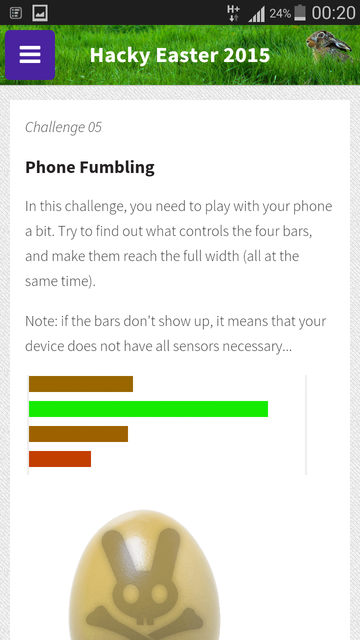 H+ 24% 00:20
Hacky Easter 2015
Challenge 05
Phone Fumbling
In this challenge, you need to play with your phone
a bit. Try to find out what controls the four bars,
and make them reach the full width (all at the
same time).
Note: if the bars don't show up, it means that your
device does not have all sensors necessary...